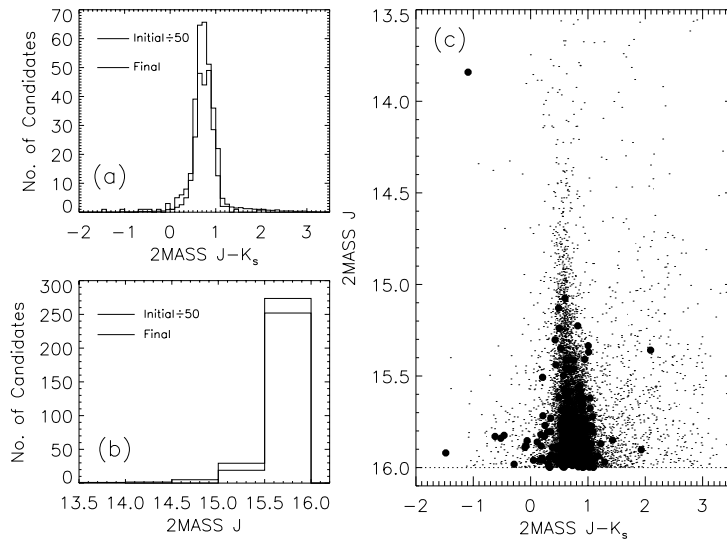 70
60
50
40
30
20
10
0
No. of Candidates
Initial÷50
Final
(a)
−2 −1 0 1 2 3
2MASS J−Ks
300
250
200
150
100
50
0
No. of Candidates
Initial÷50
Final
(b)
13.5 14.0 14.5 15.0 15.5 16.0
2MASS J
13.5
14.0
14.5
15.0
15.5
16.0
2MASS J
(c)
−2 −1 0 1 2 3
2MASS J−Ks